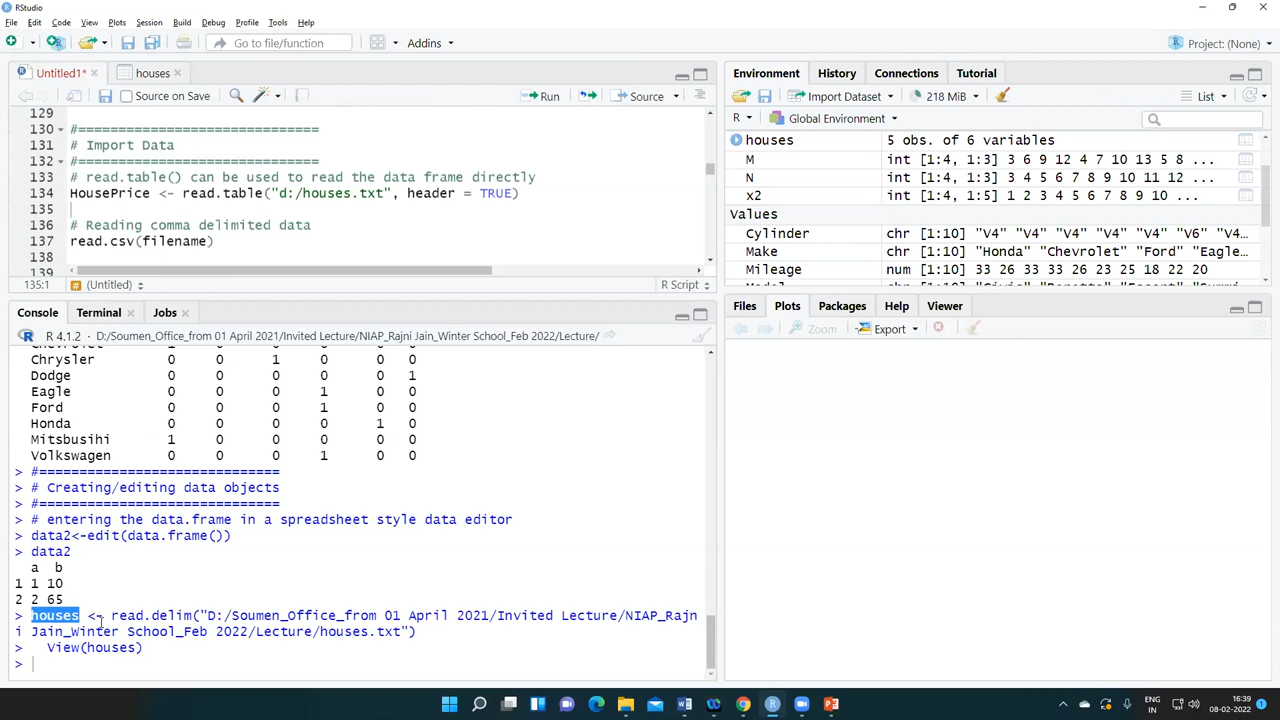 RStudio
File Edit Code View Plots Session Build Debug Profile Tools Help
Go to file/function Addins Project: (None)
Untitled1* houses
Source on Save Run Source
129
130 #===============================
131 # Import Data
132 #===============================
133 # read.table() can be used to read the data frame directly
134 HousePrice <- read.table("d:/houses.txt", header = TRUE)
135
136 # Reading comma delimited data
137 read.csv(filename)
138
139
135:1 (Untitled) R Script
Console Terminal Jobs
R 4.1.2 · D:/Soumen_Office_from 01 April 2021/Invited Lecture/NIAP_Rajni Jain_Winter School_Feb 2022/Lecture/
Chrysler 0 0 1 0 0 0
Dodge 0 0 0 0 0 1
Eagle 0 0 0 1 0 0
Ford 0 0 0 1 0 0
Honda 0 0 0 0 1 0
Mitsbusihi 1 0 0 0 0 0
Volkswagen 0 0 0 1 0 0
> #==============================
> # Creating/editing data objects
> #==============================
> # entering the data.frame in a spreadsheet style data editor
> data2<-edit(data.frame())
> data2
a b
1 1 10
2 2 65
> houses <- read.delim("D:/Soumen_Office_from 01 April 2021/Invited Lecture/NIAP_Rajn
i Jain_Winter School_Feb 2022/Lecture/houses.txt")
> View(houses)
>
Environment History Connections Tutorial
Import Dataset 218 MiB List
R Global Environment
houses 5 obs. of 6 variables
M int [1:4, 1:3] 3 6 9 12 4 7 10 13 5 8 ...
N int [1:4, 1:3] 3 4 5 6 7 8 9 10 11 12 ...
x2 int [1:4, 1:5] 1 2 3 4 5 6 7 8 9 10 ...
Values
Cylinder chr [1:10] "V4" "V4" "V4" "V4" "V4" "V6" "V4…
Make chr [1:10] "Honda" "Chevrolet" "Ford" "Eagle…
Mileage num [1:10] 33 26 33 33 26 23 25 18 22 20
Files Plots Packages Help Viewer
Zoom Export
ENG
IN
16:39
08-02-2022